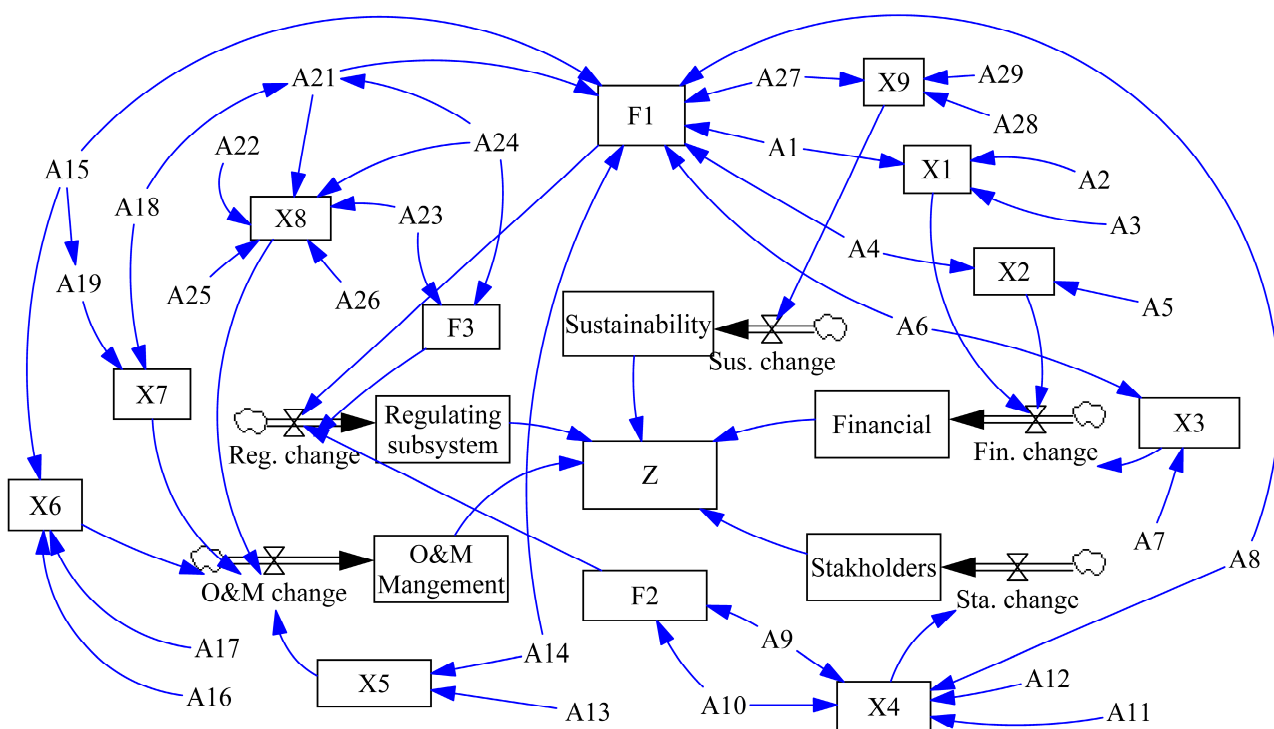 A21
A27
X9
A29
F1
A28
A22
A24
A1
A15
X1
A2
A18
X8
A23
A3
A4
X2
A19
A25
A26
A5
F3
Sustainability
A6
Sus. change
X7
Regulating
subsystem
Financial
X3
Reg. change
Fin. changc
Z
X6
A7
O&M
Mangement
Stakholders
A8
O&M change
F2
Sta. changc
A17
A14
A9
X5
A12
A16
A13
A10
X4
A11